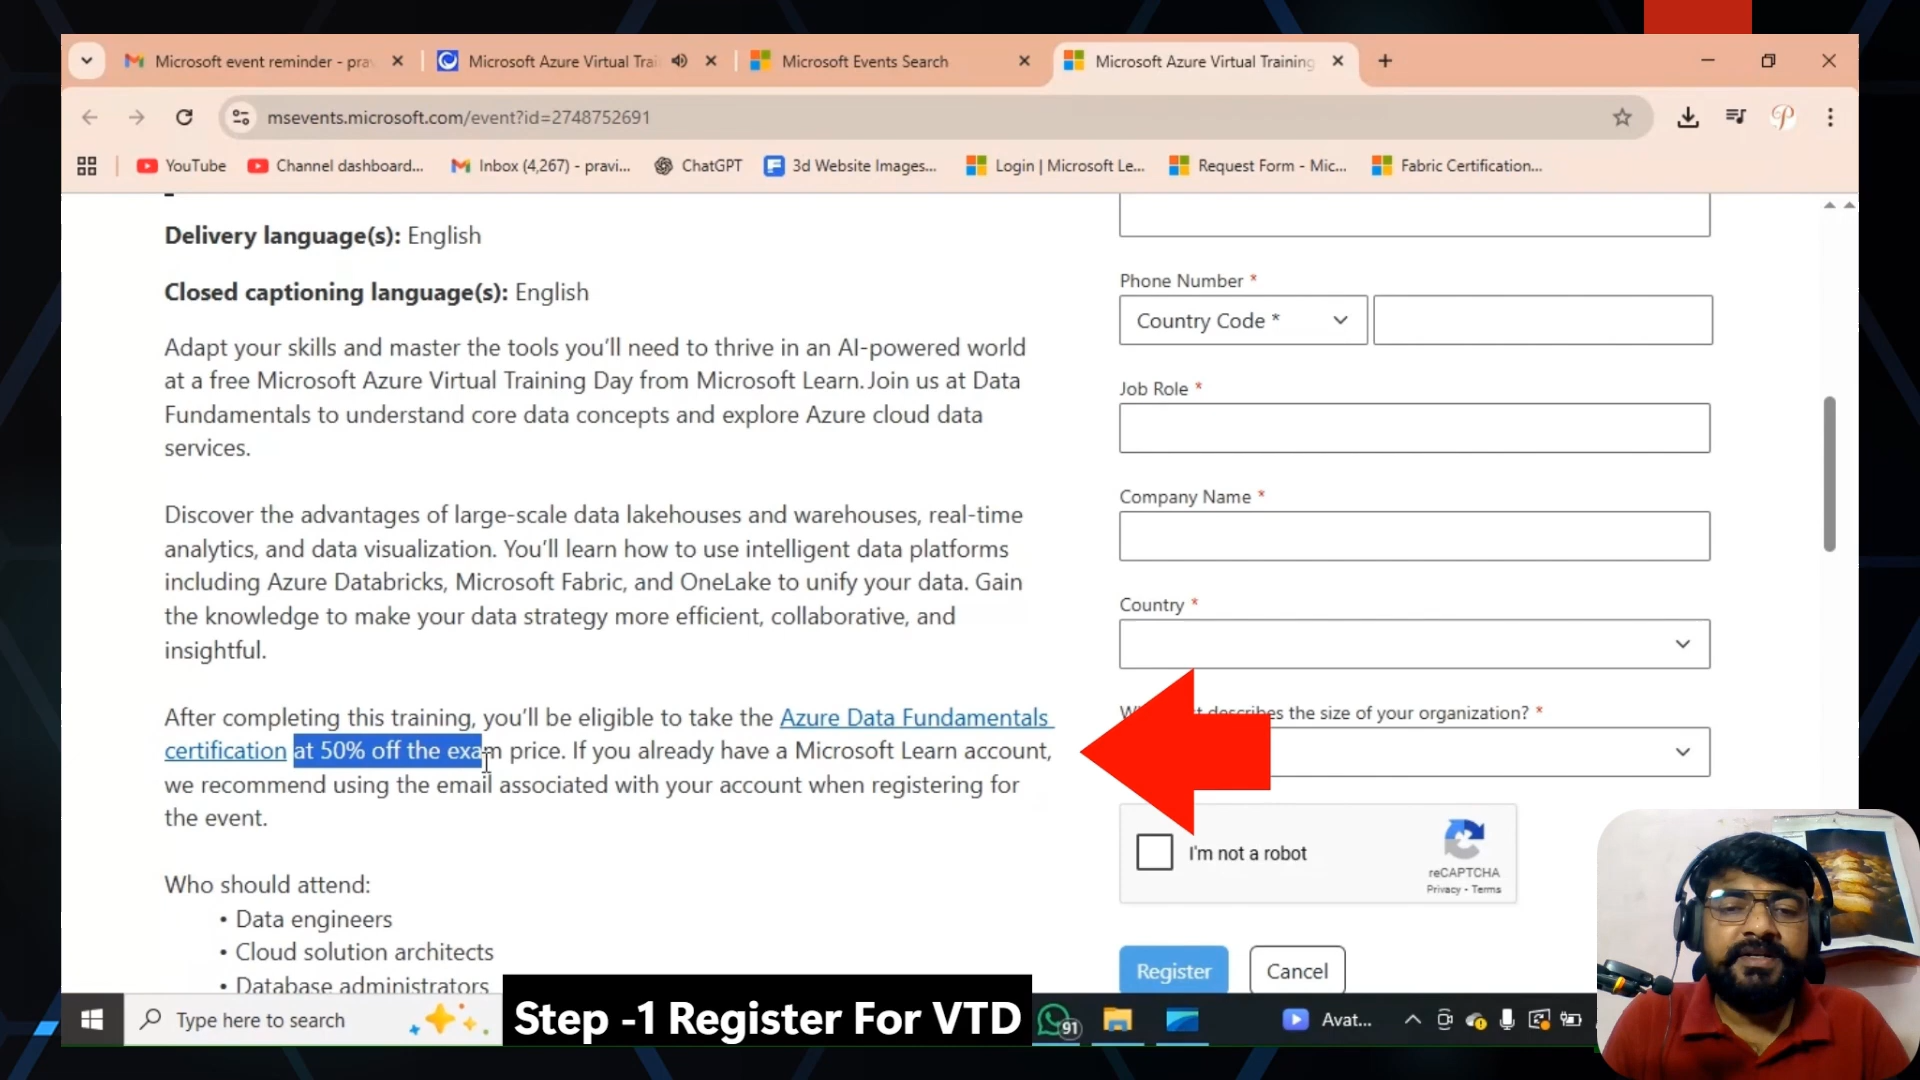 Microsoft event reminder - prav
Microsoft Azure Virtual Trai
Microsoft Events Search
Microsoft Azure Virtual Training
msevents.microsoft.com/event?id=2748752691
YouTube
Channel dashboard...
Inbox (4,267) - pravi...
ChatGPT
3d Website Images...
Login | Microsoft Le...
Request Form - Mic...
Fabric Certification...
Delivery language(s): English
Closed captioning language(s): English
Adapt your skills and master the tools you'll need to thrive in an AI-powered world
at a free Microsoft Azure Virtual Training Day from Microsoft Learn. Join us at Data
Fundamentals to understand core data concepts and explore Azure cloud data
services.
Discover the advantages of large-scale data lakehouses and warehouses, real-time
analytics, and data visualization. You'll learn how to use intelligent data platforms
including Azure Databricks, Microsoft Fabric, and OneLake to unify your data. Gain
the knowledge to make your data strategy more efficient, collaborative, and
insightful.
After completing this training, you'll be eligible to take the Azure Data Fundamentals
certification at 50% off the exam price. If you already have a Microsoft Learn account,
we recommend using the email associated with your account when registering for
the event.
Who should attend:
• Data engineers
• Cloud solution architects
• Database administrators
Phone Number *
Country Code *
Job Role *
Company Name *
Country *
describes the size of your organization? *
I'm not a robot
reCAPTCHA
Privacy - Terms
Register
Cancel
Type here to search
Step -1 Register For VTD
91
Avat...